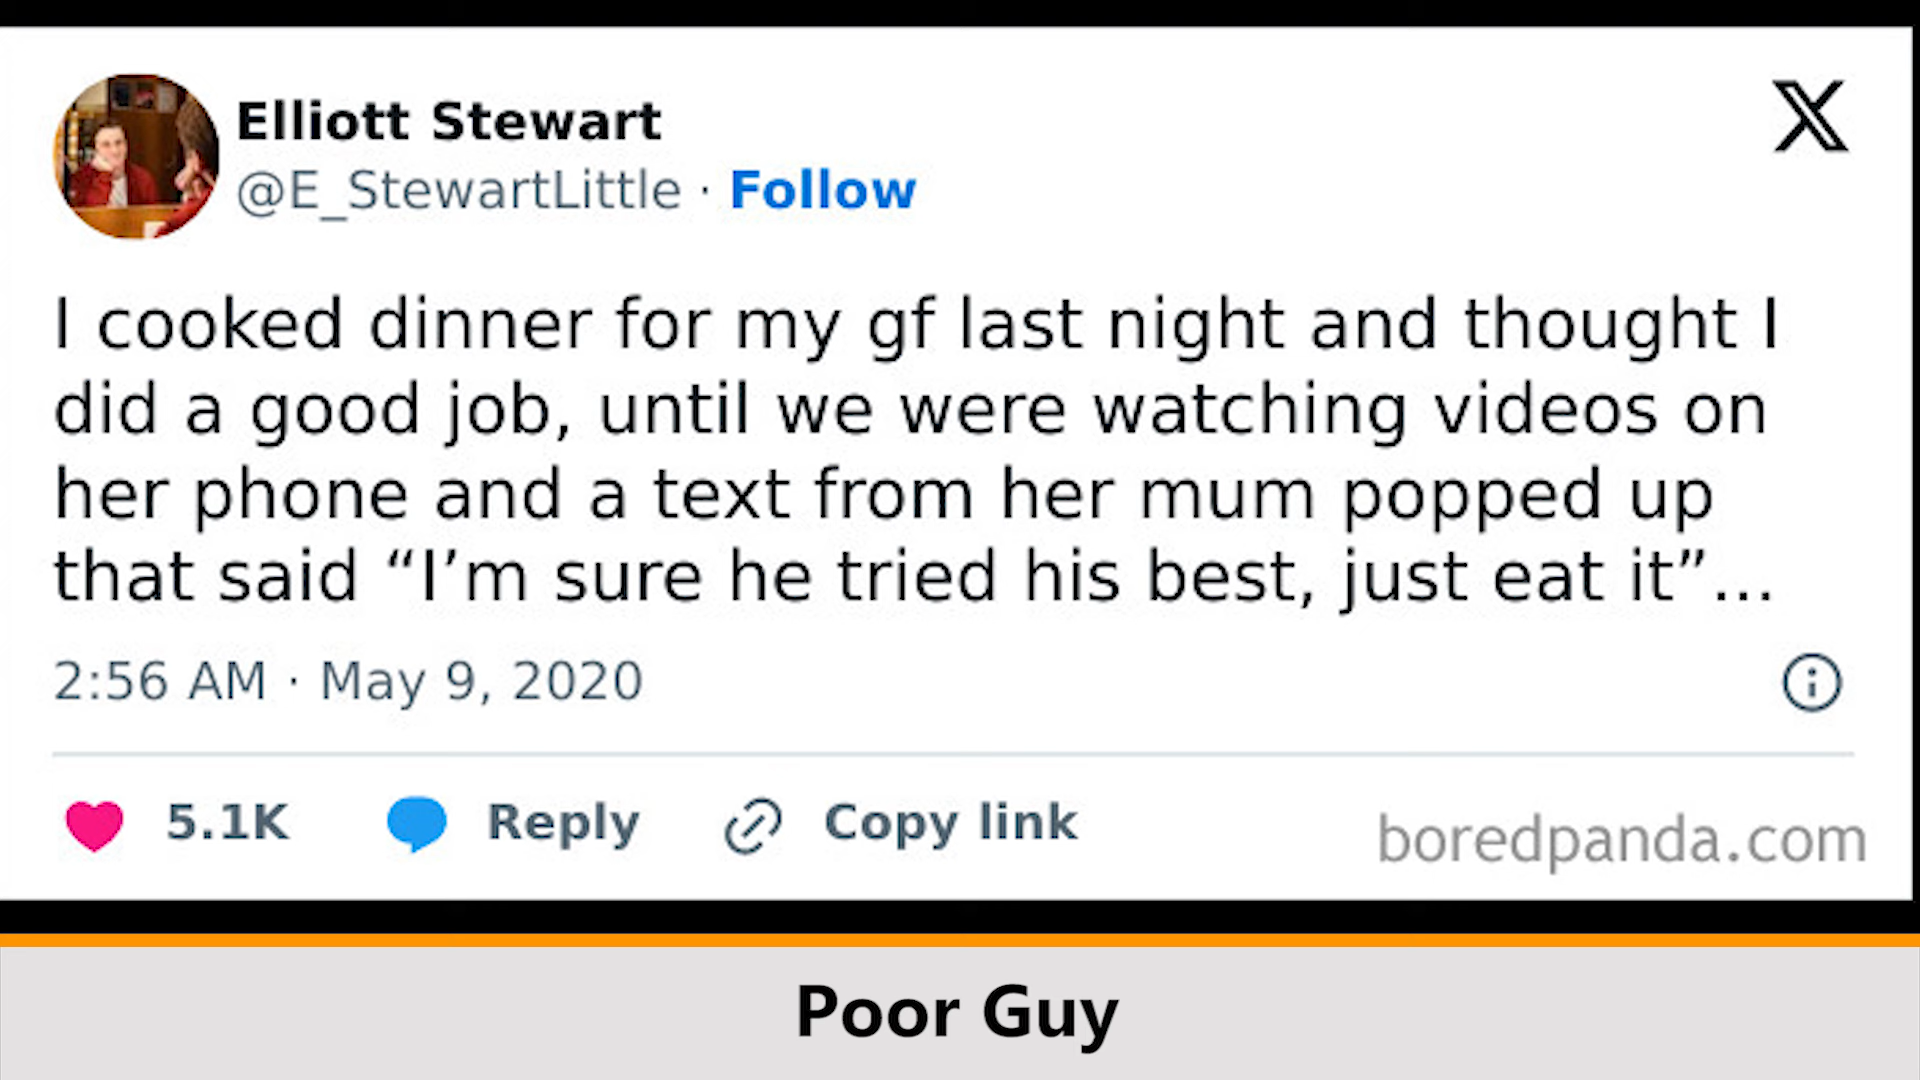 Elliott Stewart
@E_StewartLittle · Follow
I cooked dinner for my gf last night and thought I
did a good job, until we were watching videos on
her phone and a text from her mum popped up
that said “I’m sure he tried his best, just eat it”...
2:56 AM · May 9, 2020
5.1K Reply Copy link
boredpanda.com
Poor Guy